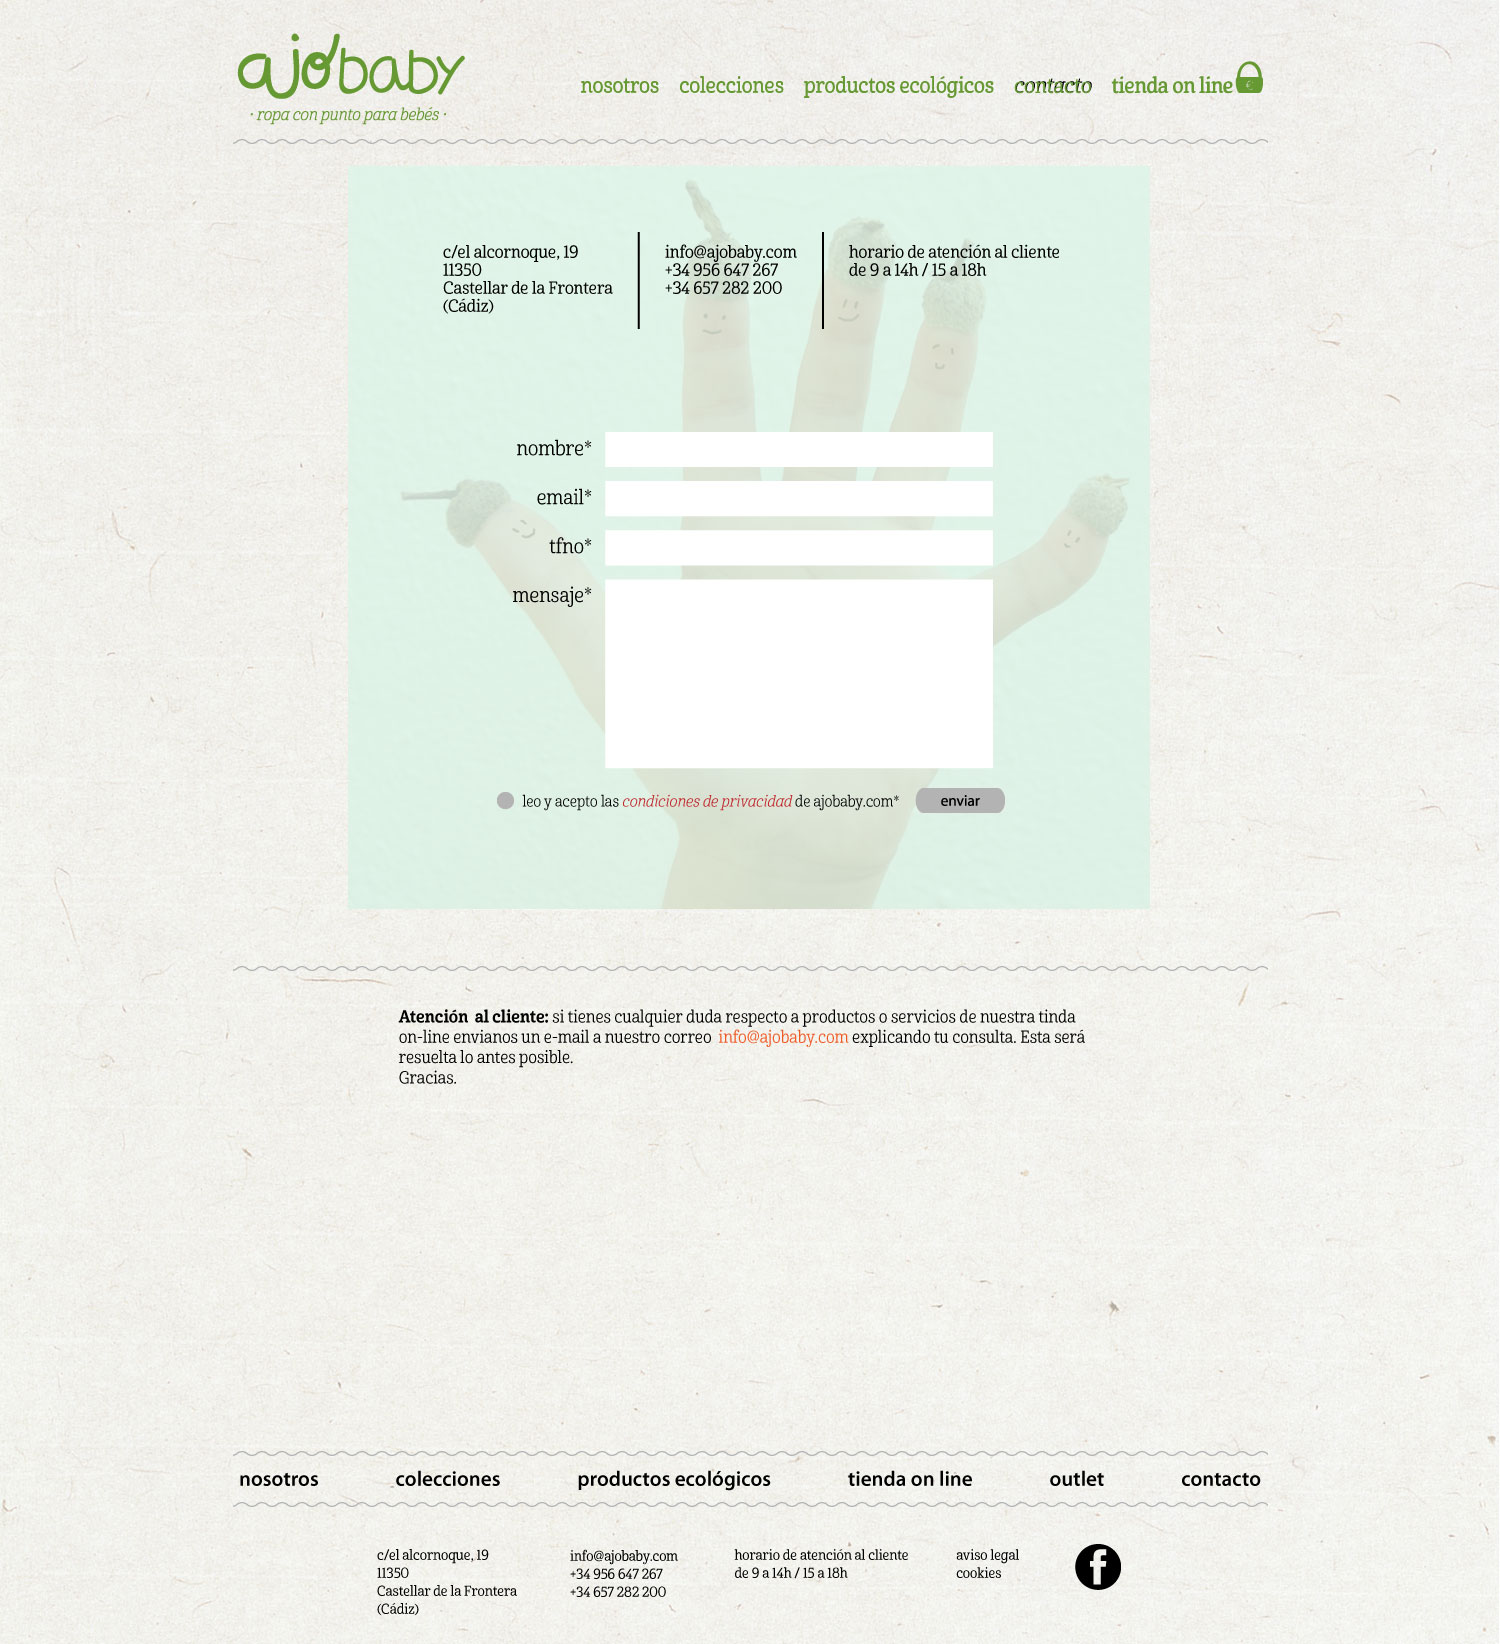 ajobaby
· ropa con punto para bebés ·
nosotros colecciones productos ecológicos contacto tienda on line
c/el alcornoque, 19
11350
Castellar de la Frontera
(Cádiz)
info@ajobaby.com
+34 956 647 267
+34 657 282 200
horario de atención al cliente
de 9 a 14h / 15 a 18h
nombre*
email*
tfno*
mensaje*
leo y acepto las condiciones de privacidad de ajobaby.com*
enviar
Atención al cliente: si tienes cualquier duda respecto a productos o servicios de nuestra tinda
on-line envianos un e-mail a nuestro correo info@ajobaby.com explicando tu consulta. Esta será
resuelta lo antes posible.
Gracias.
nosotros colecciones productos ecológicos tienda on line outlet contacto
c/el alcornoque, 19
11350
Castellar de la Frontera
(Cádiz)
info@ajobaby.com
+34 956 647 267
+34 657 282 200
horario de atención al cliente
de 9 a 14h / 15 a 18h
aviso legal
cookies